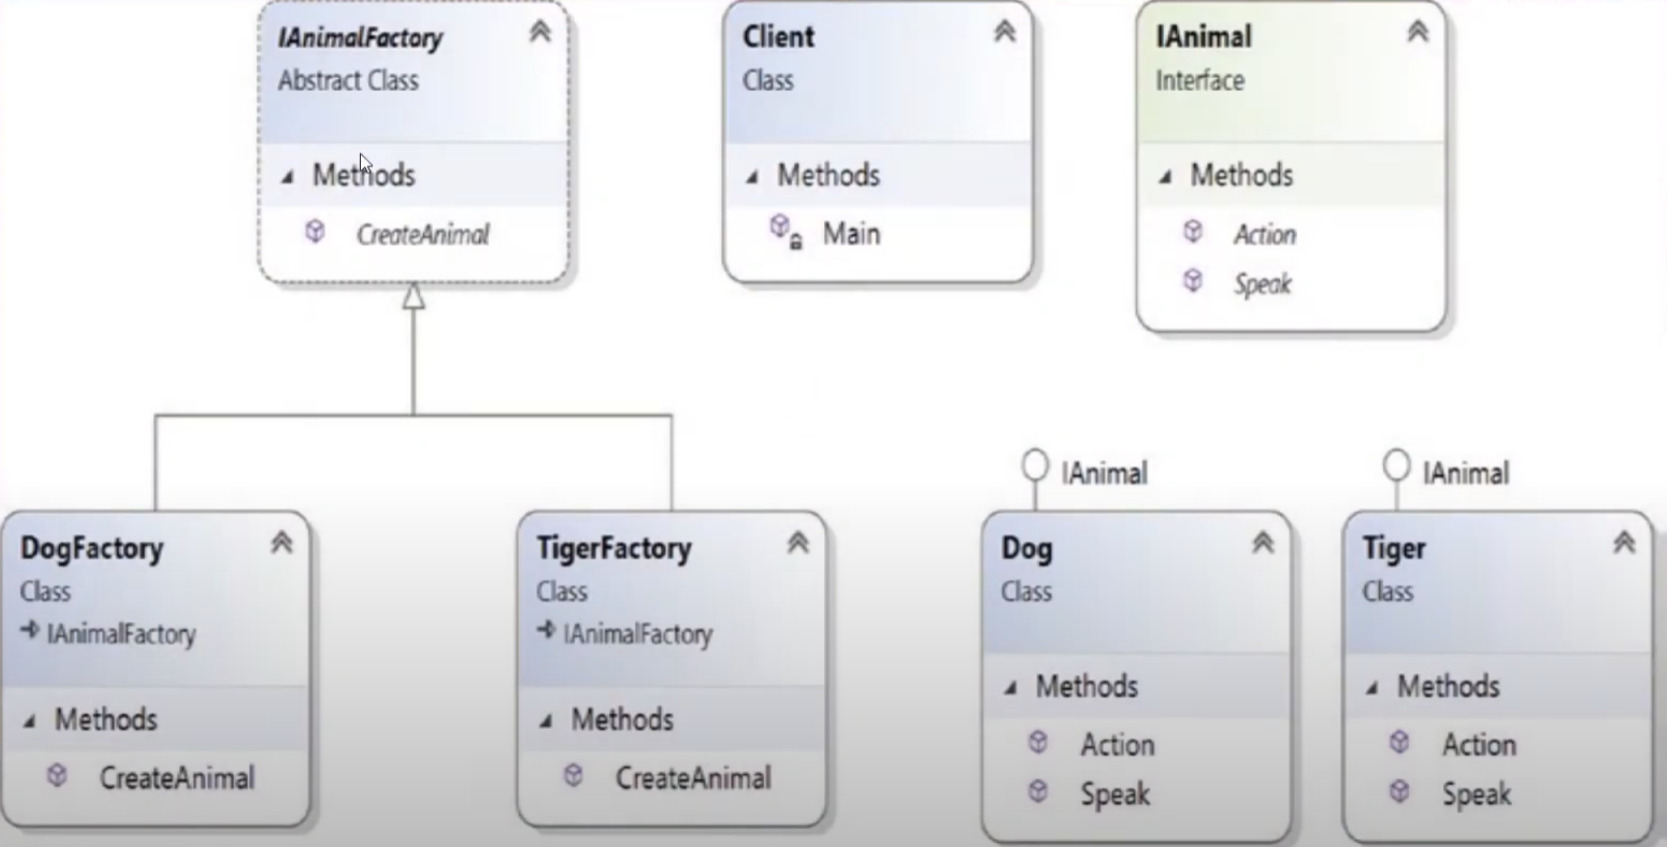 IAnimalFactory
Abstract Class
Methods
CreateAnimal
Client
Class
Methods
Main
IAnimal
Interface
Methods
Action
Speak
DogFactory
Class
IAnimalFactory
Methods
CreateAnimal
TigerFactory
Class
IAnimalFactory
Methods
CreateAnimal
IAnimal
Dog
Class
Methods
Action
Speak
IAnimal
Tiger
Class
Methods
Action
Speak